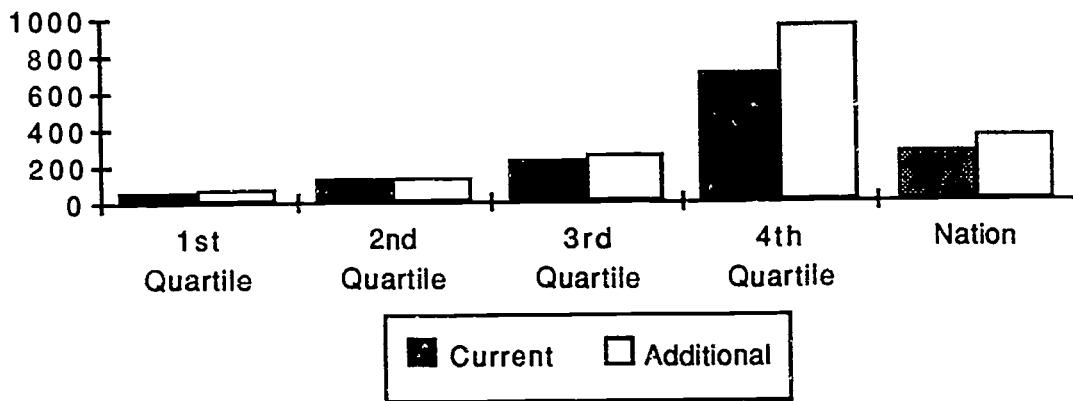 1000
800
600
400
200
0
1st Quartile
2nd Quartile
3rd Quartile
4th Quartile
Nation
Current
Additional